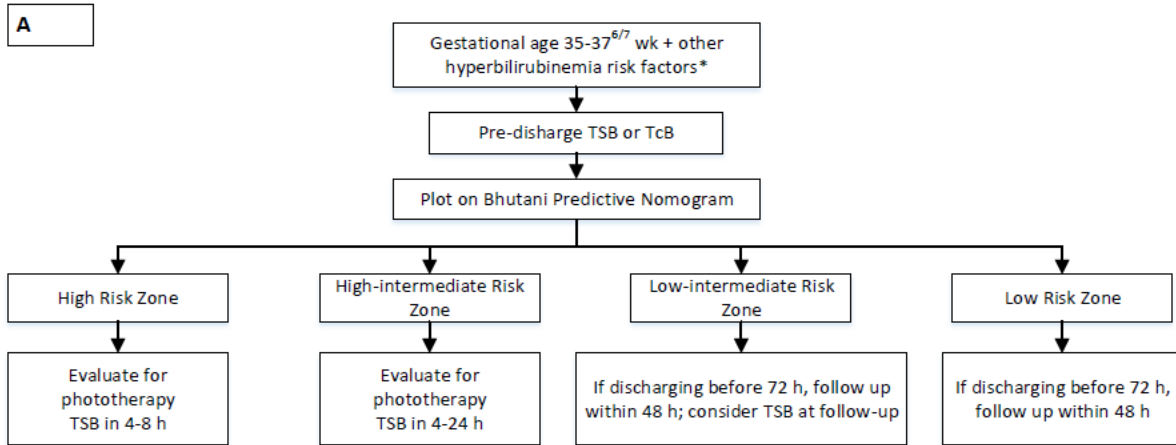 A
Gestational age 35-37⁶ᐟ⁷ wk + other
hyperbilirubinemia risk factors*
Pre-disharge TSB or TcB
Plot on Bhutani Predictive Nomogram
High Risk Zone
High-intermediate Risk
Zone
Low-intermediate Risk
Zone
Low Risk Zone
Evaluate for
phototherapy
TSB in 4-8 h
Evaluate for
phototherapy
TSB in 4-24 h
If discharging before 72 h, follow up
within 48 h; consider TSB at follow-up
If discharging before 72 h,
follow up within 48 h